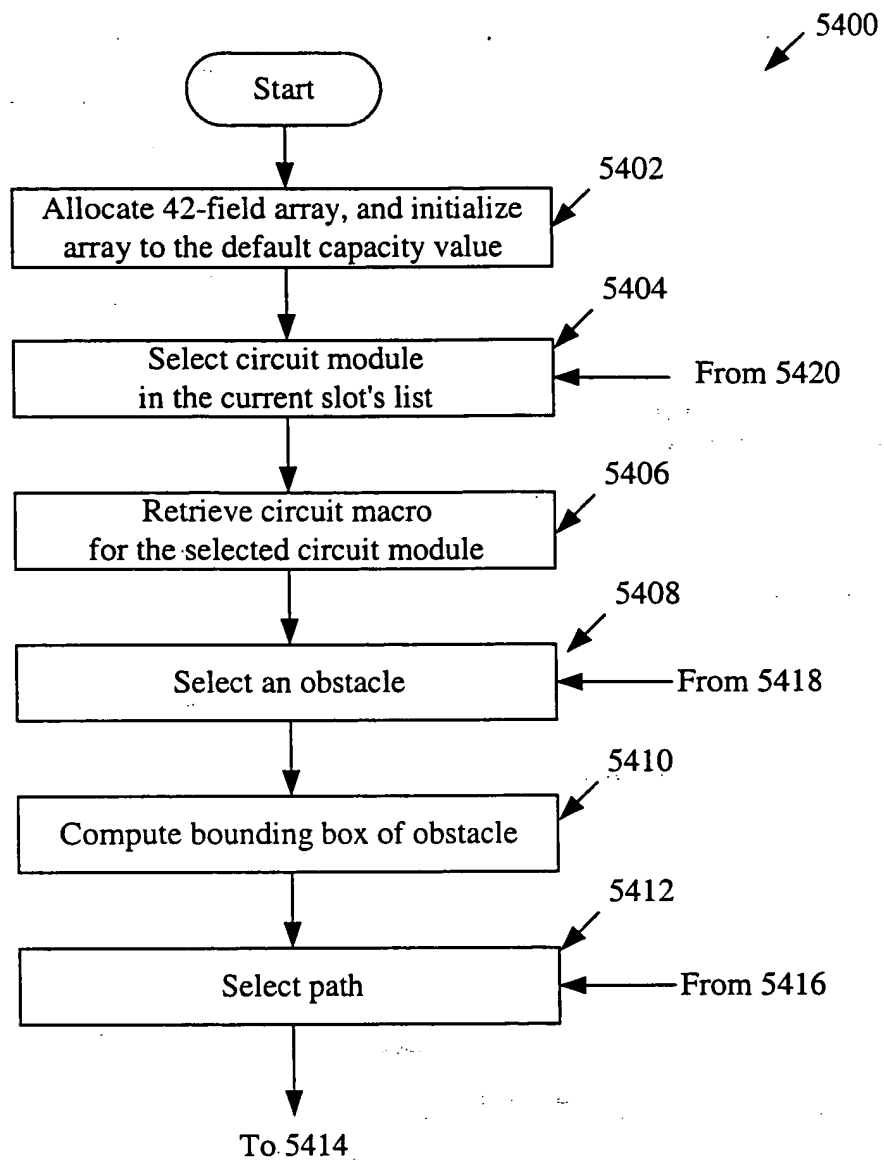 5400
Start
5402
Allocate 42-field array, and initialize
array to the default capacity value
5404
Select circuit module
in the current slot's list
From 5420
5406
Retrieve circuit macro
for the selected circuit module
5408
Select an obstacle
From 5418
5410
Compute bounding box of obstacle
5412
Select path
From 5416
To 5414